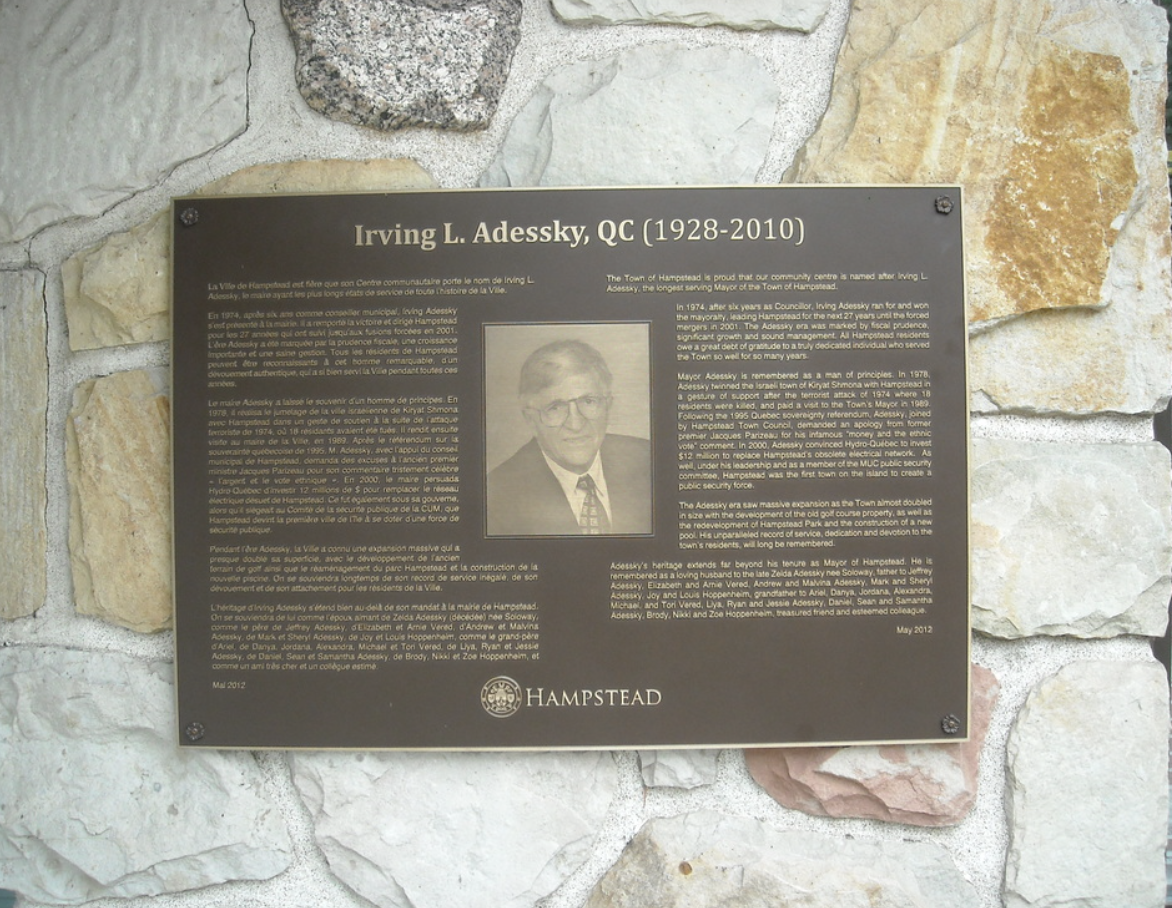 Irving L. Adessky, QC (1928-2010)
La Ville de Hampstead est fière que son Centre communautaire porte le nom de Irving L.
Adessky, le maire ayant les plus longs états de service de toute l'histoire de la Ville.
En 1974, après six ans comme conseiller municipal, Irving Adessky
s'est présenté à la mairie. Il a remporté la victoire et dirigé Hampstead
pour les 27 années qui ont suivi jusqu'aux fusions forcées en 2001.
L'ère Adessky a été marquée par la prudence fiscale, une croissance
importante et une saine gestion. Tous les résidents de Hampstead
peuvent être reconnaissants à cet homme remarquable, d'un
dévouement authentique, qui a si bien servi la Ville pendant toutes ces
années.
Le maire Adessky a laissé le souvenir d'un homme de principes. En
1978, il réalisa le jumelage de la ville israélienne de Kiryat Shmona
avec Hampstead dans un geste de soutien à la suite de l'attaque
terroriste de 1974, où 18 résidants avaient été tués. Il rendit ensuite
visite au maire de la Ville, en 1989. Après le référendum sur la
souveraineté québécoise de 1995, M. Adessky, avec l'appui du conseil
municipal de Hampstead, demanda des excuses à l'ancien premier
ministre Jacques Parizeau pour son commentaire tristement célèbre
« l'argent et le vote ethnique ». En 2000, le maire persuada
Hydro-Québec d'investir 12 millions de $ pour remplacer le réseau
électrique désuet de Hampstead. Ce fut également sous sa gouverne,
alors qu'il siégeait au Comité de la sécurité publique de la CUM, que
Hampstead devint la première ville de l'île à se doter d'une force de
sécurité publique.
Pendant l'ère Adessky, la Ville a connu une expansion massive qui a
presque doublé sa superficie, avec le développement de l'ancien
terrain de golf ainsi que le réaménagement du parc Hampstead et la construction de la
nouvelle piscine. On se souviendra longtemps de son record de service inégalé, de son
dévouement et de son attachement pour les résidents de la Ville.
L'héritage d'Irving Adessky s'étend bien au-delà de son mandat à la mairie de Hampstead.
On se souviendra de lui comme l'époux aimant de Zelda Adessky (décédée) née Soloway,
comme le père de Jeffrey Adessky, d'Elizabeth et Arnie Vered, d'Andrew et Malvina
Adessky, de Mark et Sheryl Adessky, de Joy et Louis Hoppenheim, comme le grand-père
d'Ariel, de Danya, Jordana, Alexandra, Michael et Tori Vered, de Liya, Ryan et Jessie
Adessky, de Daniel, Sean et Samantha Adessky, de Brody, Nikki et Zoe Hoppenheim, et
comme un ami très cher et un collègue estimé.
Mai 2012
The Town of Hampstead is proud that our community centre is named after Irving L.
Adessky, the longest serving Mayor of the Town of Hampstead.
In 1974, after six years as Councillor, Irving Adessky ran for and won
the mayoralty, leading Hampstead for the next 27 years until the forced
mergers in 2001. The Adessky era was marked by fiscal prudence,
significant growth and sound management. All Hampstead residents
owe a great debt of gratitude to a truly dedicated individual who served
the Town so well for so many years.
Mayor Adessky is remembered as a man of principles. In 1978,
Adessky twinned the Israeli town of Kiryat Shmona with Hampstead in
a gesture of support after the terrorist attack of 1974 where 18
residents were killed, and paid a visit to the Town's Mayor in 1989.
Following the 1995 Quebec sovereignty referendum, Adessky, joined
by Hampstead Town Council, demanded an apology from former
premier Jacques Parizeau for his infamous "money and the ethnic
vote" comment. In 2000, Adessky convinced Hydro-Québec to invest
$12 million to replace Hampstead's obsolete electrical network. As
well, under his leadership and as a member of the MUC public security
committee, Hampstead was the first town on the island to create a
public security force.
The Adessky era saw massive expansion as the Town almost doubled
in size with the development of the old golf course property, as well as
the redevelopment of Hampstead Park and the construction of a new
pool. His unparalleled record of service, dedication and devotion to the
town's residents, will long be remembered.
Adessky's heritage extends far beyond his tenure as Mayor of Hampstead. He is
remembered as a loving husband to the late Zelda Adessky nee Soloway, father to Jeffrey
Adessky, Elizabeth and Arnie Vered, Andrew and Malvina Adessky, Mark and Sheryl
Adessky, Joy and Louis Hoppenheim, grandfather to Ariel, Danya, Jordana, Alexandra,
Michael, and Tori Vered, Liya, Ryan and Jessie Adessky, Daniel, Sean and Samantha
Adessky, Brody, Nikki and Zoe Hoppenheim, treasured friend and esteemed colleague.
May 2012
HAMPSTEAD